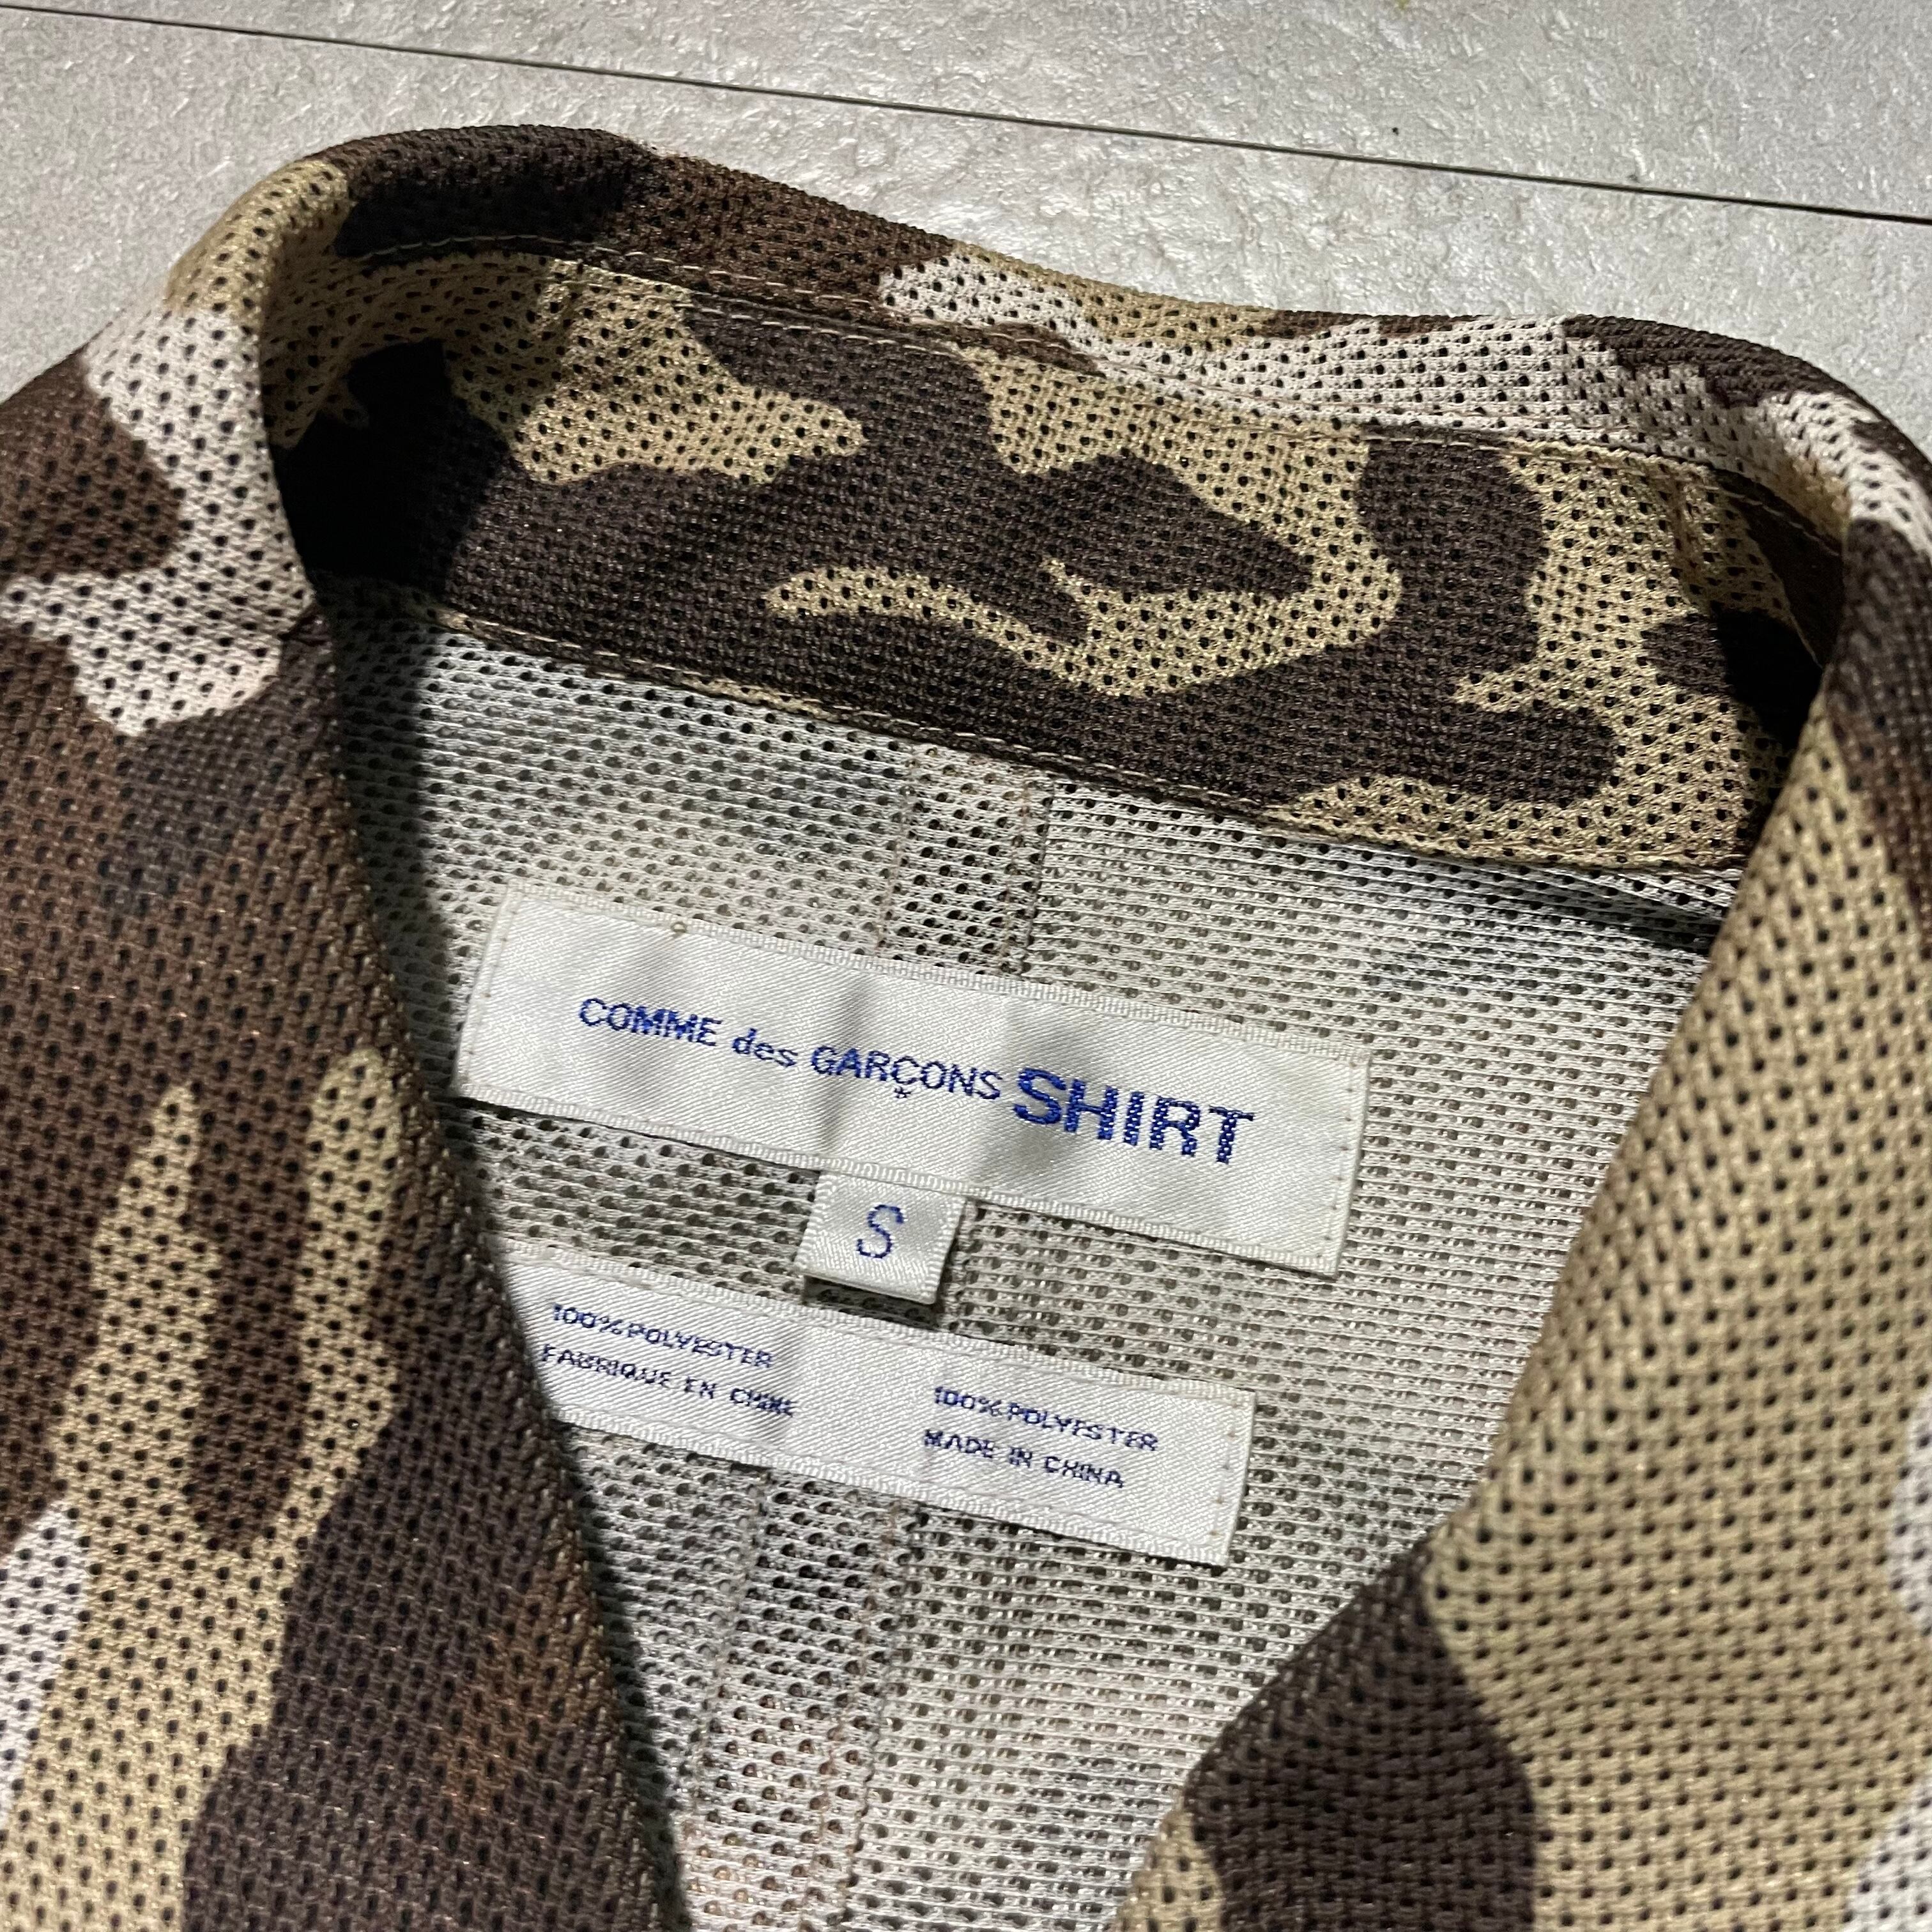 COMME des GARÇONS SHIRT
S
100% POLYESTER
FABRIQUE EN CHINE
100% POLYESTER
MADE IN CHINA